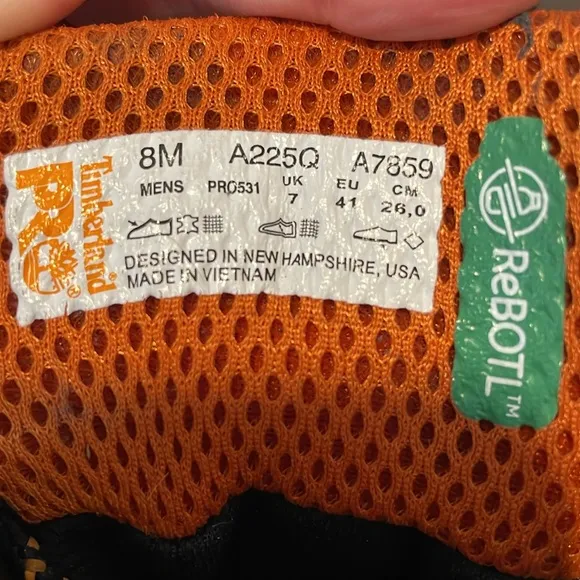 Timberland
PRO
8M A225Q A7859
MENS PRO531 UK EU CM
7 41 26,0
DESIGNED IN NEW HAMPSHIRE, USA
MADE IN VIETNAM
ReBOTL™